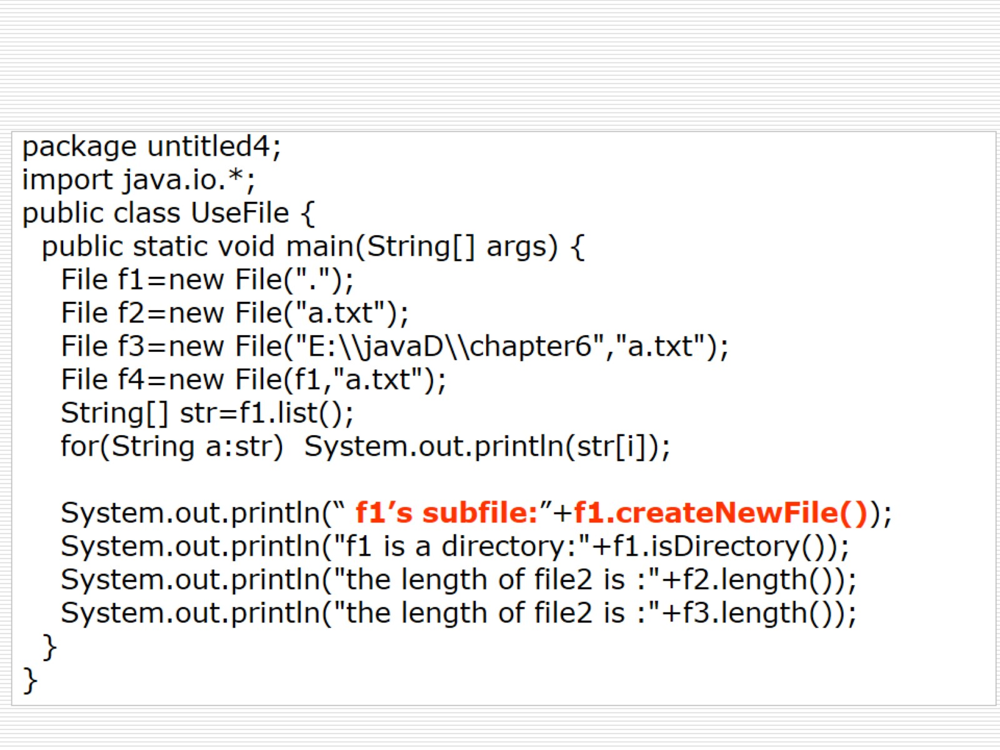 package untitled4;
import java.io.*;
public class UseFile {
public static void main(String[] args) {
File f1=new File(".");
File f2=new File("a.txt");
File f3=new File("E:\\javaD\\chapter6","a.txt");
File f4=new File(f1,"a.txt");
String[] str=f1.list();
for(String a:str)  System.out.println(str[i]);
System.out.println(“ f1’s subfile:”+f1.createNewFile());
System.out.println("f1 is a directory:"+f1.isDirectory());
System.out.println("the length of file2 is :"+f2.length());
System.out.println("the length of file2 is :"+f3.length());
}
}